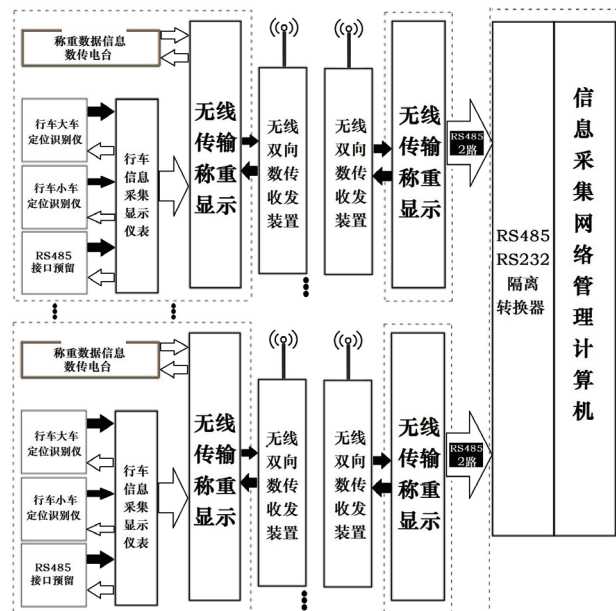 称重数据信息
数传电台
行车大车
定位识别仪
行车小车
定位识别仪
RS485
接口预留
行车
信息
采集
显示
仪表
无线
传输
称重
显示
无线
双向
数传
收发
装置
无线
双向
数传
收发
装置
无线
传输
称重
显示
RS485
2路
称重数据信息
数传电台
行车大车
定位识别仪
行车小车
定位识别仪
RS485
接口预留
行车
信息
采集
显示
仪表
无线
传输
称重
显示
无线
双向
数传
收发
装置
无线
双向
数传
收发
装置
无线
传输
称重
显示
RS485
2路
RS485
RS232
隔离
转换器
信息采集网络管理计算机